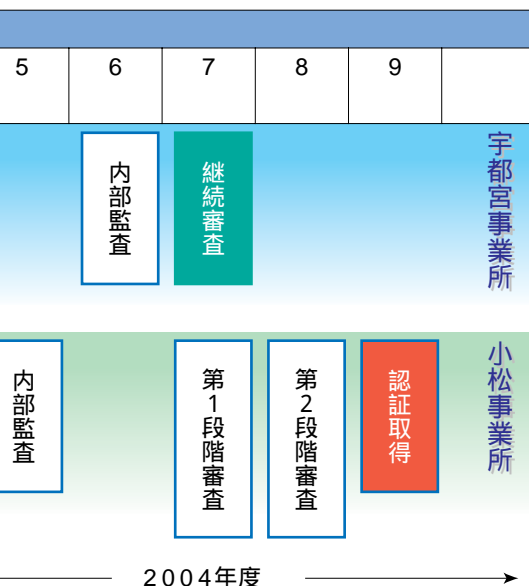 5 6 7 8 9
内部監査
継続審査
宇都宮事業所
内部監査
第1段階審査
第2段階審査
認証取得
小松事業所
2004年度